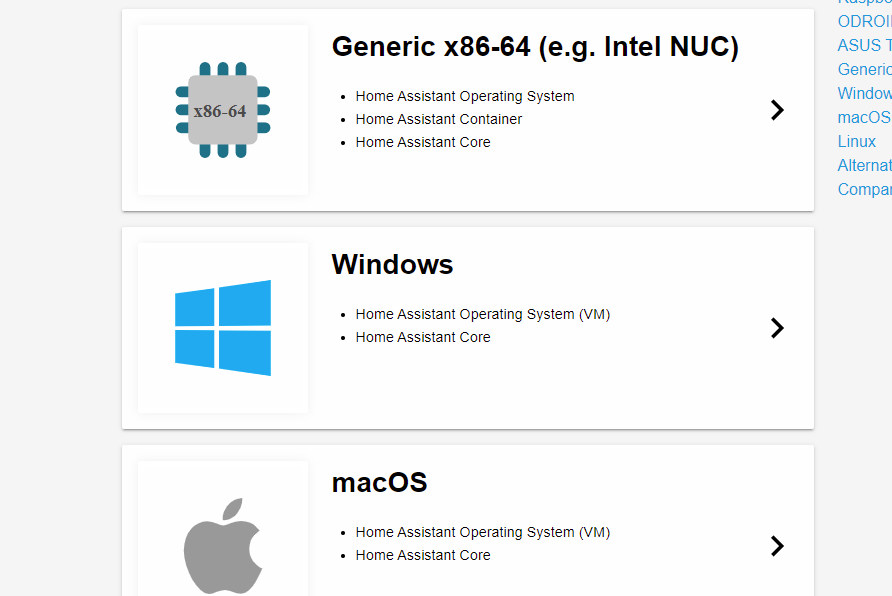 Generic x86-64 (e.g. Intel NUC)
x86-64
Home Assistant Operating System
Home Assistant Container
Home Assistant Core
Windows
Home Assistant Operating System (VM)
Home Assistant Core
macOS
Home Assistant Operating System (VM)
Home Assistant Core
ODROI
ASUS T
Generic
Window
macOS
Linux
Alternat
Compar